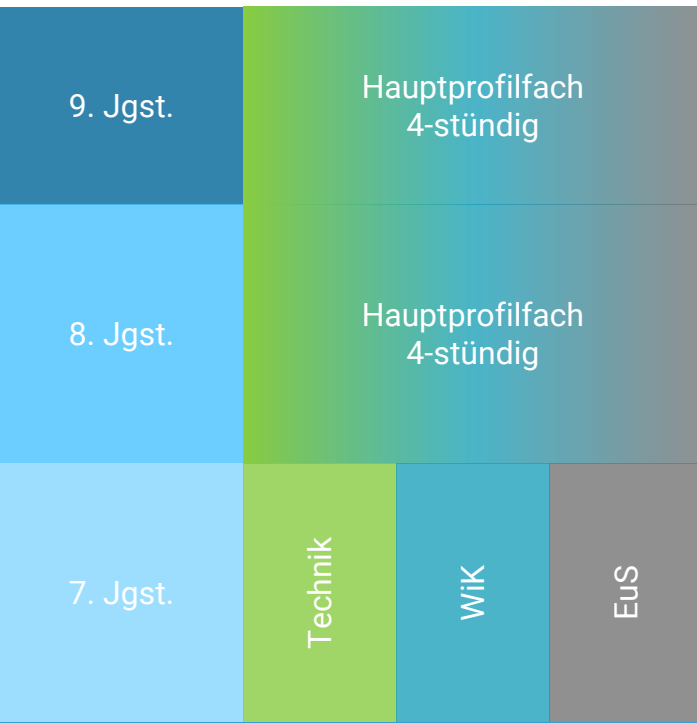 9. Jgst.
Hauptprofilfach
4-stündig
8. Jgst.
Hauptprofilfach
4-stündig
7. Jgst.
Technik
WiK
EuS